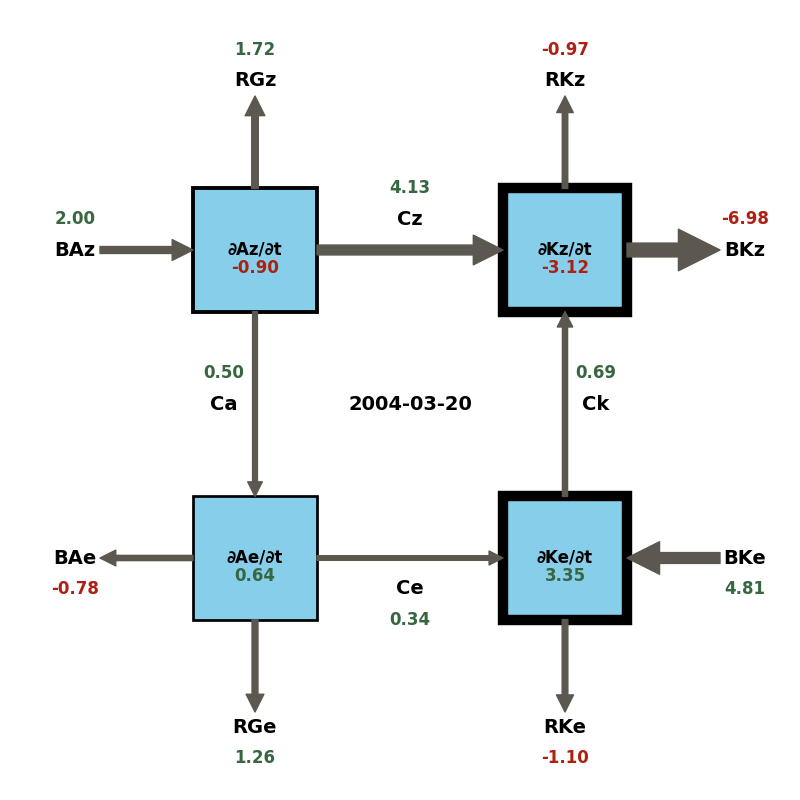 1.72
RGz
-0.97
RKz
2.00
BAz
∂Az/∂t
-0.90
4.13
Cz
∂Kz/∂t
-3.12
-6.98
BKz
0.50
Ca
2004-03-20
0.69
Ck
BAe
-0.78
∂Ae/∂t
0.64
Ce
0.34
∂Ke/∂t
3.35
BKe
4.81
RGe
1.26
RKe
-1.10